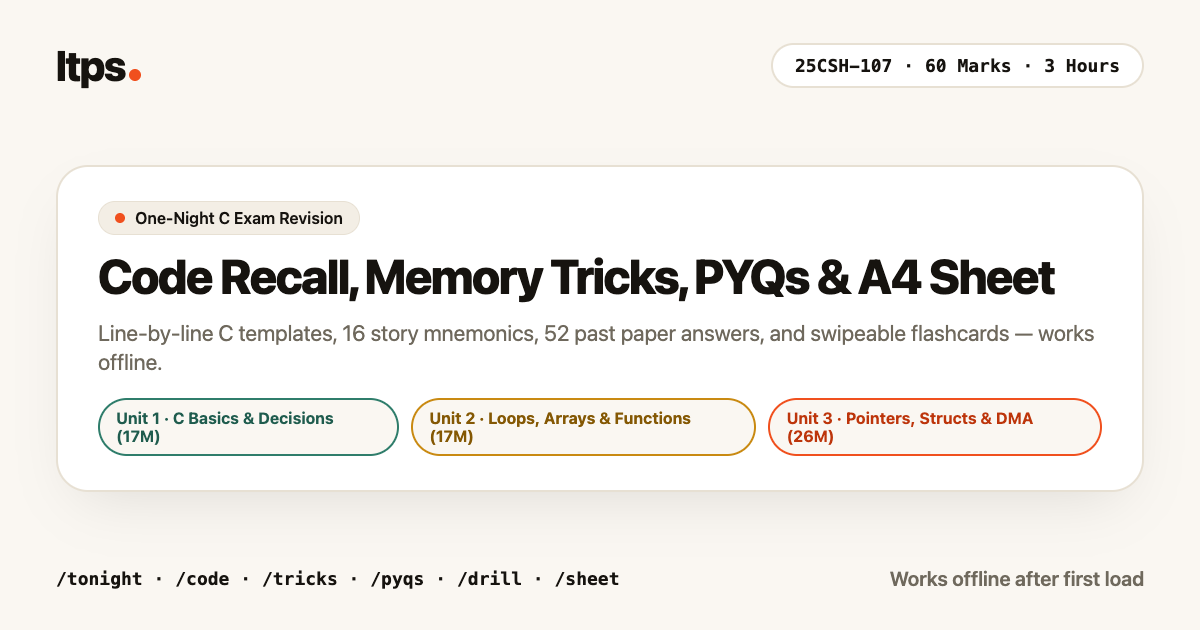 ltps.
25CSH–107 · 60 Marks · 3 Hours
One-Night C Exam Revision
Code Recall, Memory Tricks, PYQs & A4 Sheet
Line-by-line C templates, 16 story mnemonics, 52 past paper answers, and swipeable flashcards — works
offline.
Unit 1 · C Basics & Decisions
(17M)
Unit 2 · Loops, Arrays & Functions
(17M)
Unit 3 · Pointers, Structs & DMA
(26M)
/tonight · /code · /tricks · /pyqs · /drill · /sheet
Works offline after first load